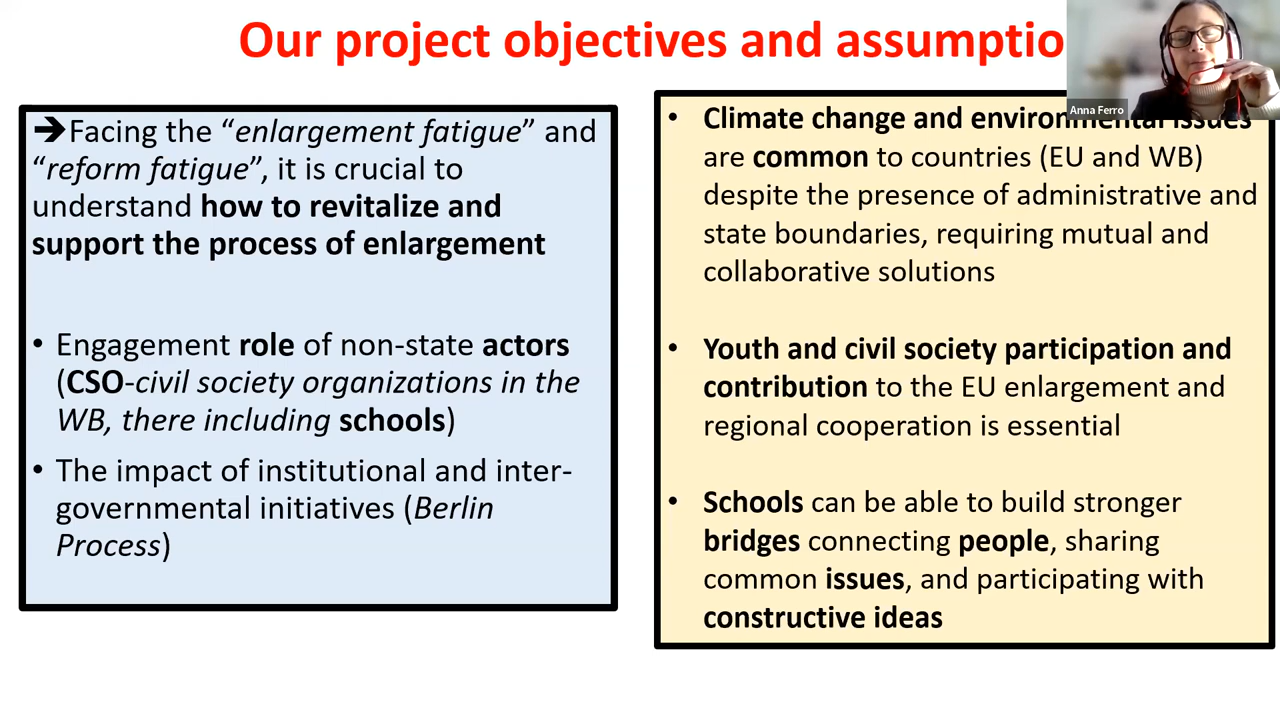 Our project objectives and assumptio
Anna Ferro
➔Facing the “enlargement fatigue” and
“reform fatigue”, it is crucial to
understand how to revitalize and
support the process of enlargement
• Engagement role of non-state actors
(CSO-civil society organizations in the
WB, there including schools)
• The impact of institutional and inter-
governmental initiatives (Berlin
Process)
• Climate change and environmental issues
are common to countries (EU and WB)
despite the presence of administrative and
state boundaries, requiring mutual and
collaborative solutions
• Youth and civil society participation and
contribution to the EU enlargement and
regional cooperation is essential
• Schools can be able to build stronger
bridges connecting people, sharing
common issues, and participating with
constructive ideas